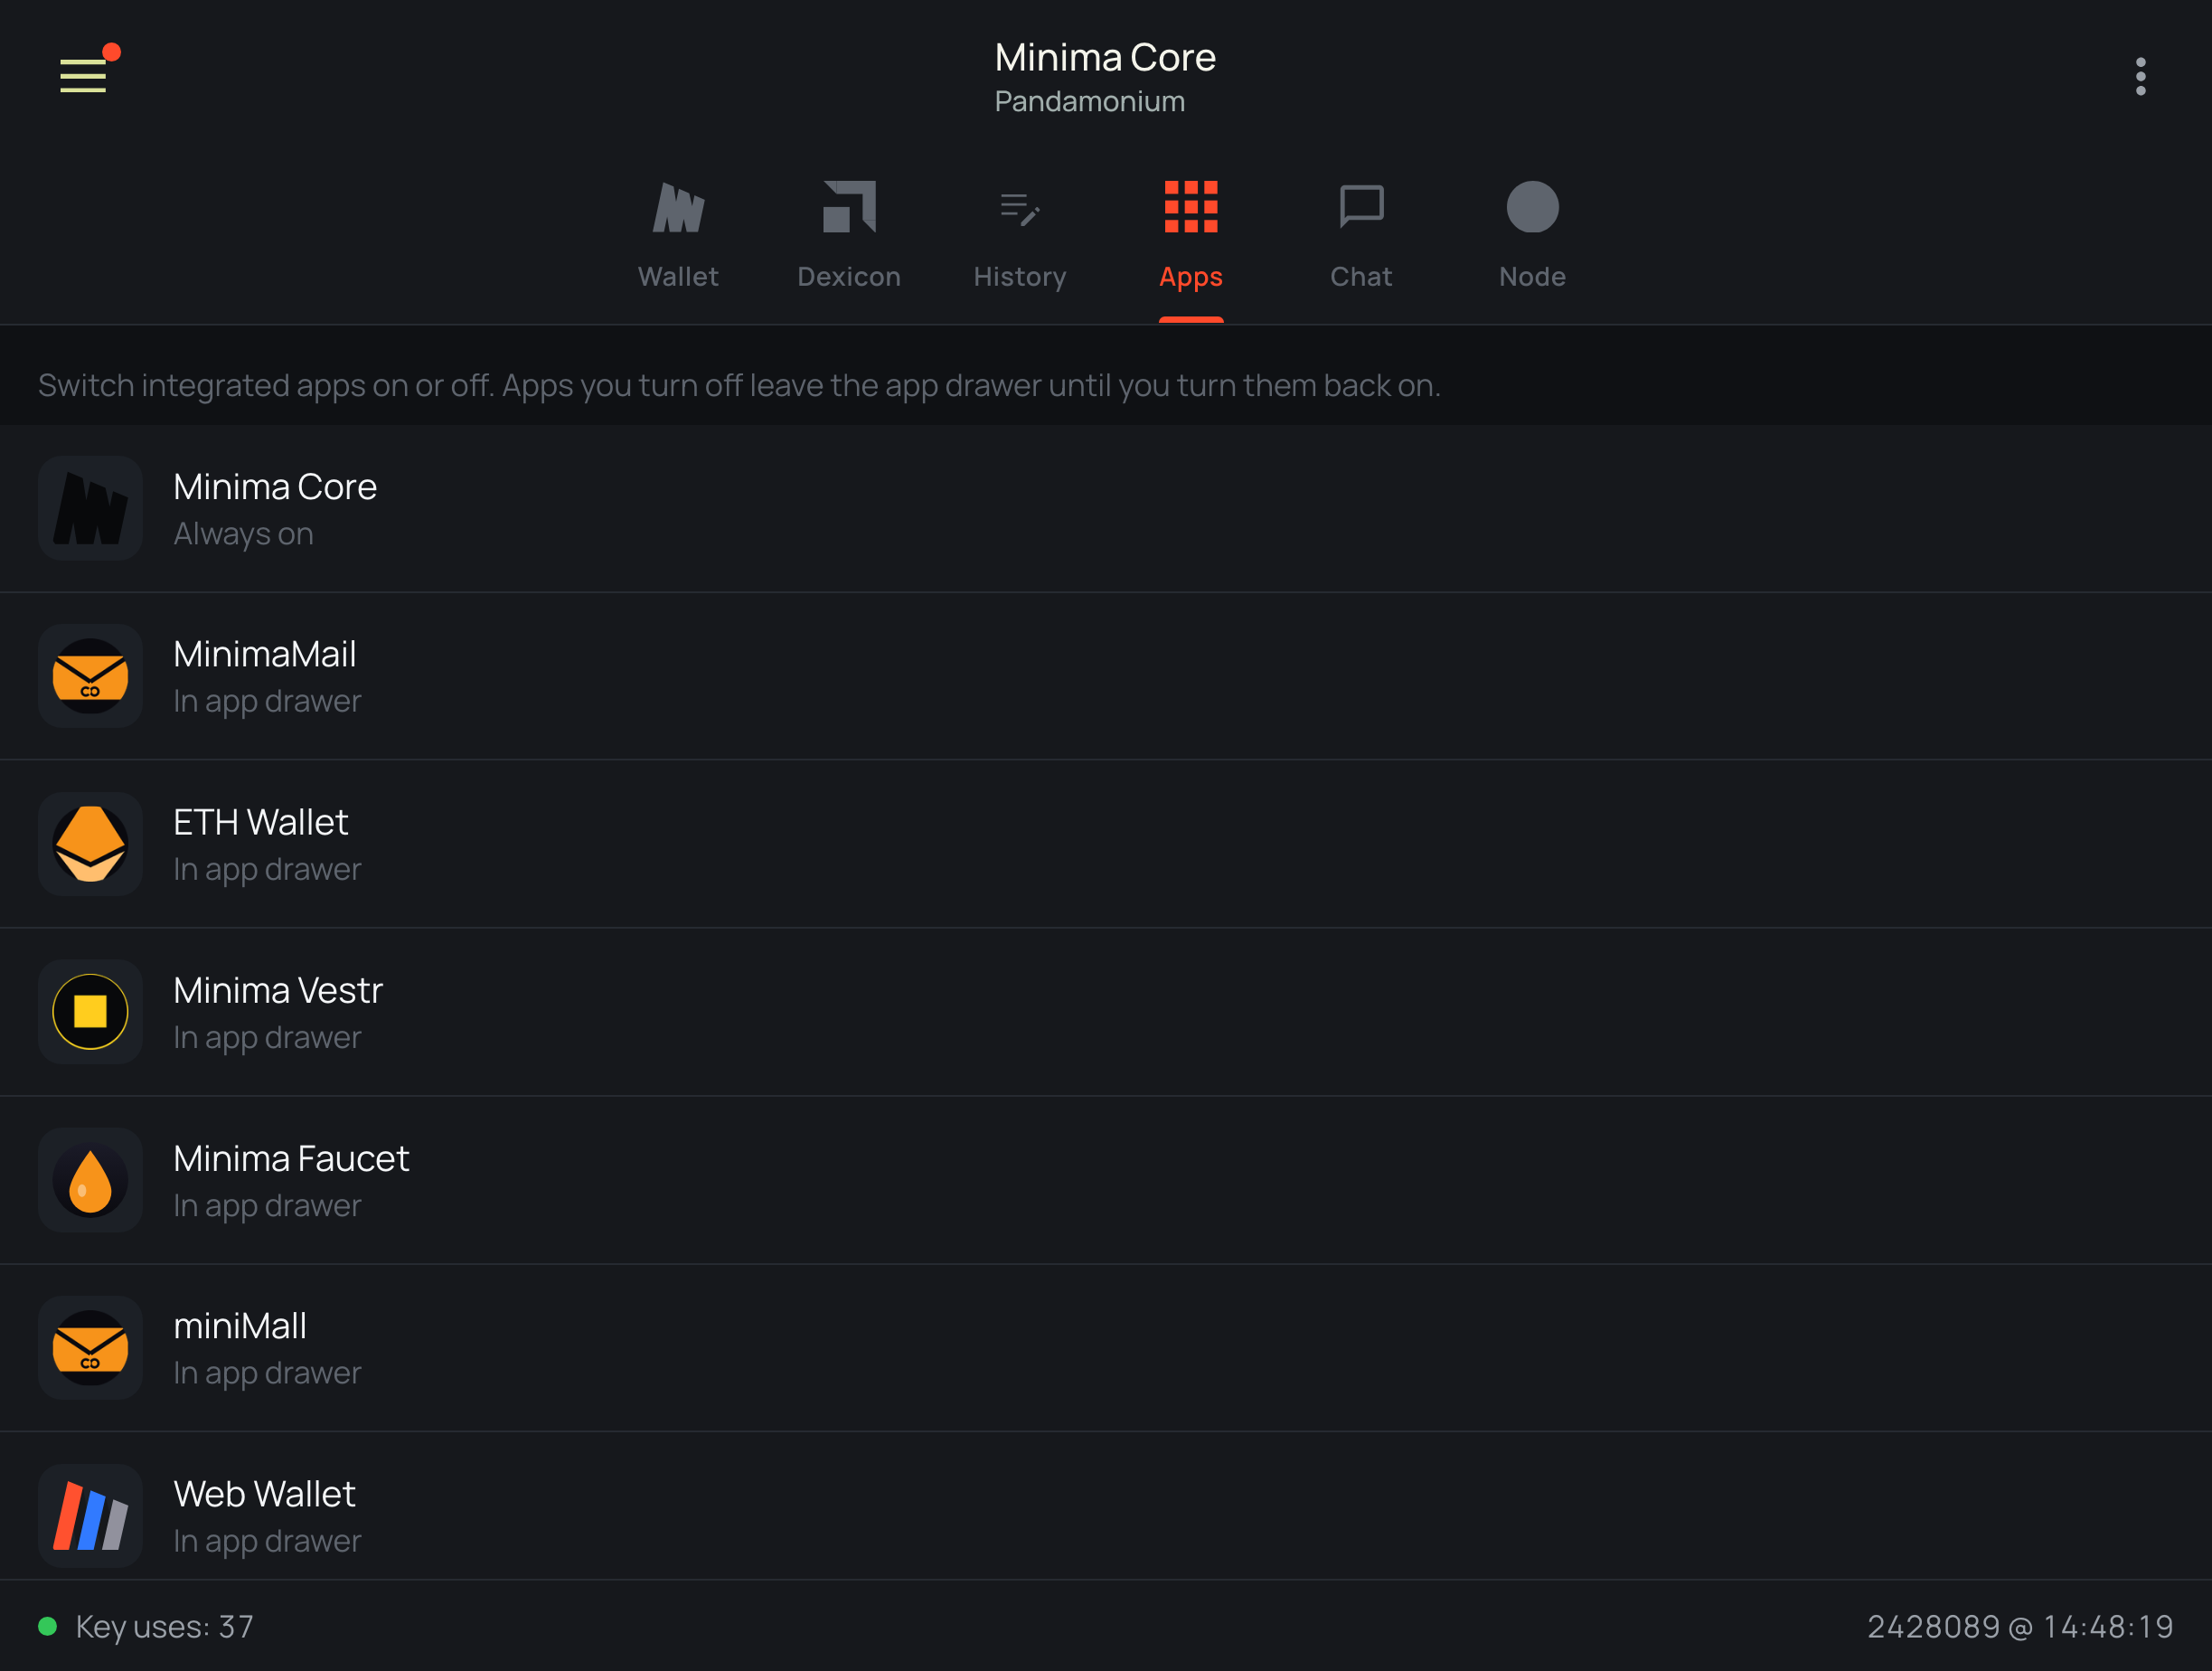 Minima Core
Pandamonium
Wallet
Dexicon
History
Apps
Chat
Node
Switch integrated apps on or off. Apps you turn off leave the app drawer until you turn them back on.
Minima Core
Always on
MinimaMail
In app drawer
ETH Wallet
In app drawer
Minima Vestr
In app drawer
Minima Faucet
In app drawer
miniMall
In app drawer
Web Wallet
In app drawer
Key uses: 37
2428089 @ 14:48:19